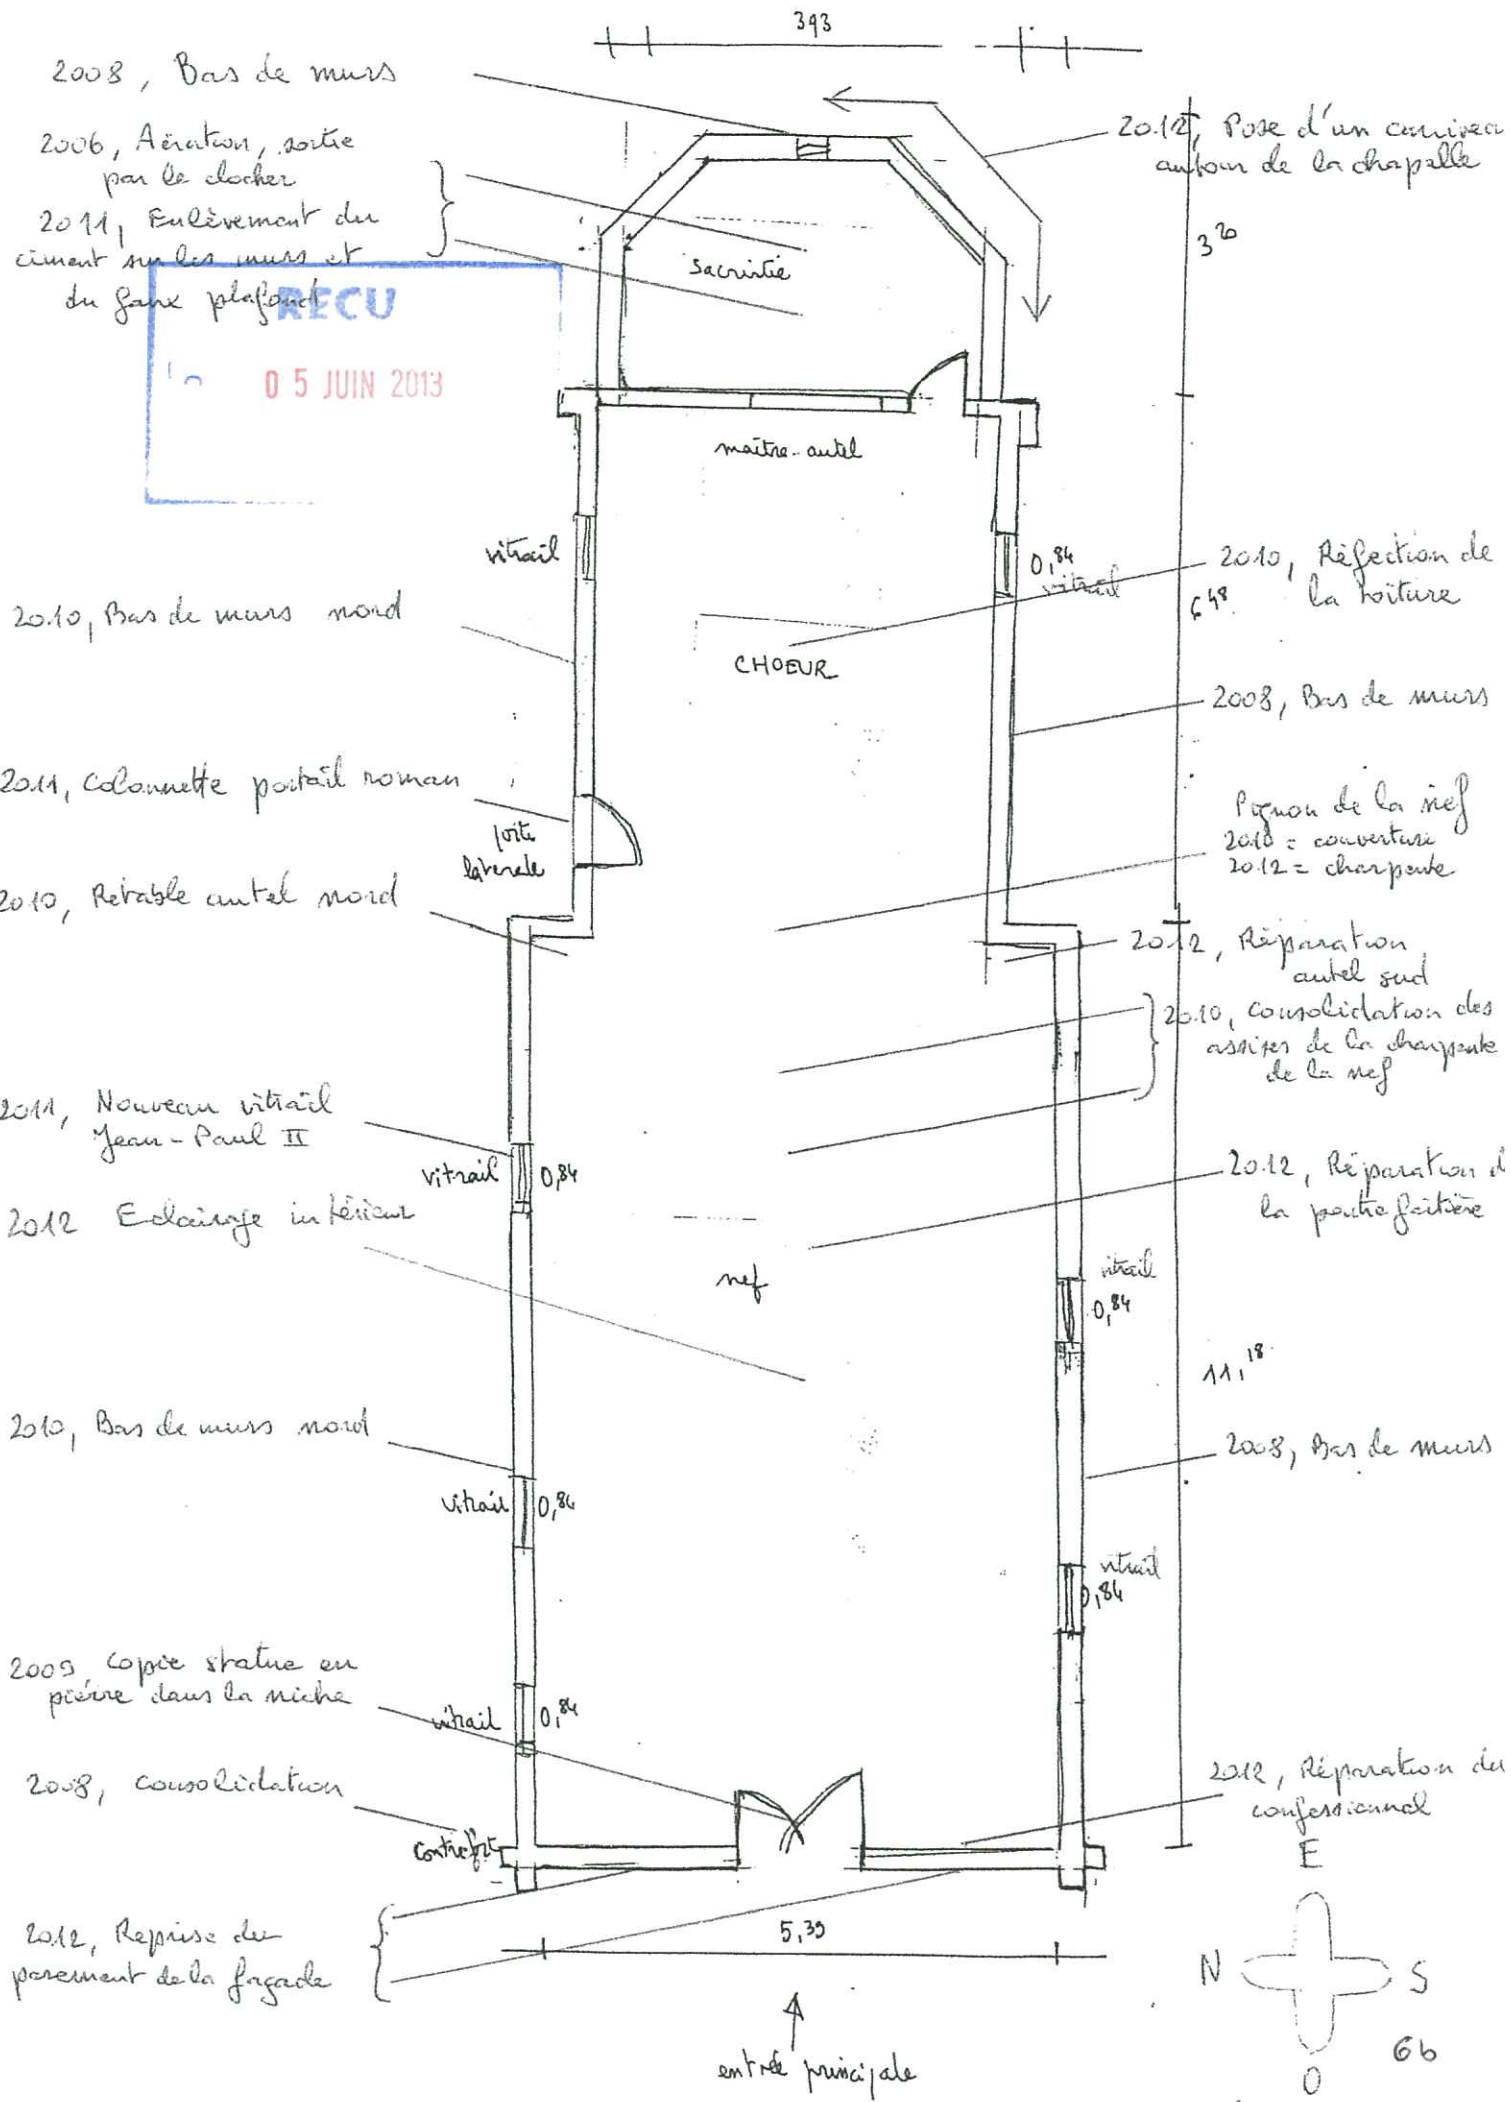 393
2008, Bas de murs
2006, Aération, sortie
par le clocher
2011, Enlèvement du
ciment sur les murs et
du faux plafond
RECU
05 JUIN 2013
2012, Pose d'un caniveau
autour de la chapelle
3,20
sacristie
maître-autel
vitrail
0,84
vitrail
2010, Réfection de
la toiture
6,48
2010, Bas de murs nord
CHOEUR
2008, Bas de murs
2011, Colonnette portail roman
porte
laterale
Pignon de la nef
2010 = couverture
2012 = charpente
2010, Retable autel nord
2012, Réparation
autel sud
2010, Consolidation des
assises de la charpente
de la nef
2011, Nouveau vitrail
Jean-Paul II
vitrail 0,84
2012 Eclairage intérieur
2012, Réparation d
la poutre faitière
nef
vitrail
0,84
11,18
2010, Bas de murs nord
2008, Bas de murs
vitrail 0,84
vitrail
0,84
2009, Copie statue en
pierre dans la niche
vitrail 0,84
2008, Consolidation
contrefort
2012, Réparation du
confessionnal
2012, Reprise du
parement de la façade
5,39
entrée principale
E
N S
O
6b